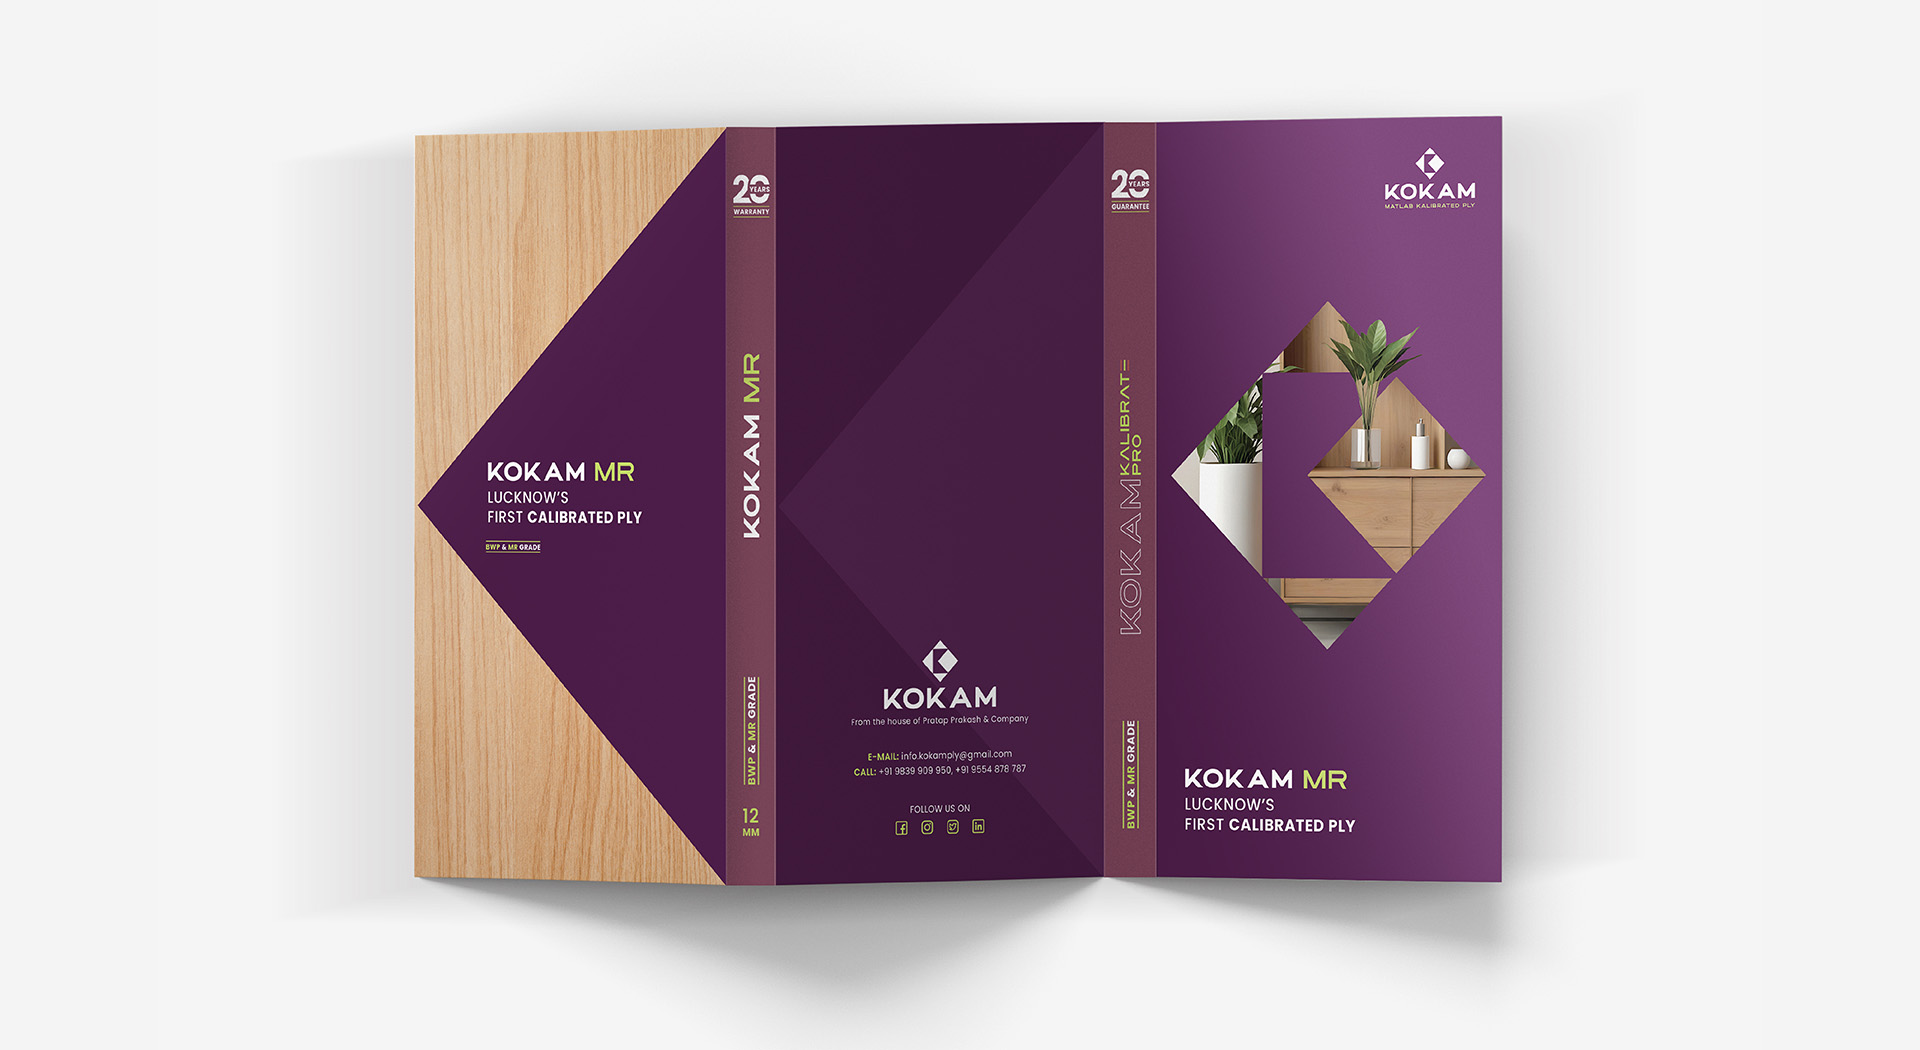 KOKAM MR
LUCKNOW'S
FIRST CALIBRATED PLY
BWP & MR GRADE
20 YEARS
WARRANTY
KOKAM MR
BWP & MR GRADE
12
MM
KOKAM
From the house of Pratap Prakash & Company
E-MAIL: info.kokamply@gmail.com
CALL: +91 9839 909 950, +91 9554 878 787
FOLLOW US ON
20 YEARS
GUARANTEE
KOKAM KALIBRATE
PRO
BWP & MR GRADE
KOKAM
MATLAB KALIBRATED PLY
KOKAM MR
LUCKNOW'S
FIRST CALIBRATED PLY